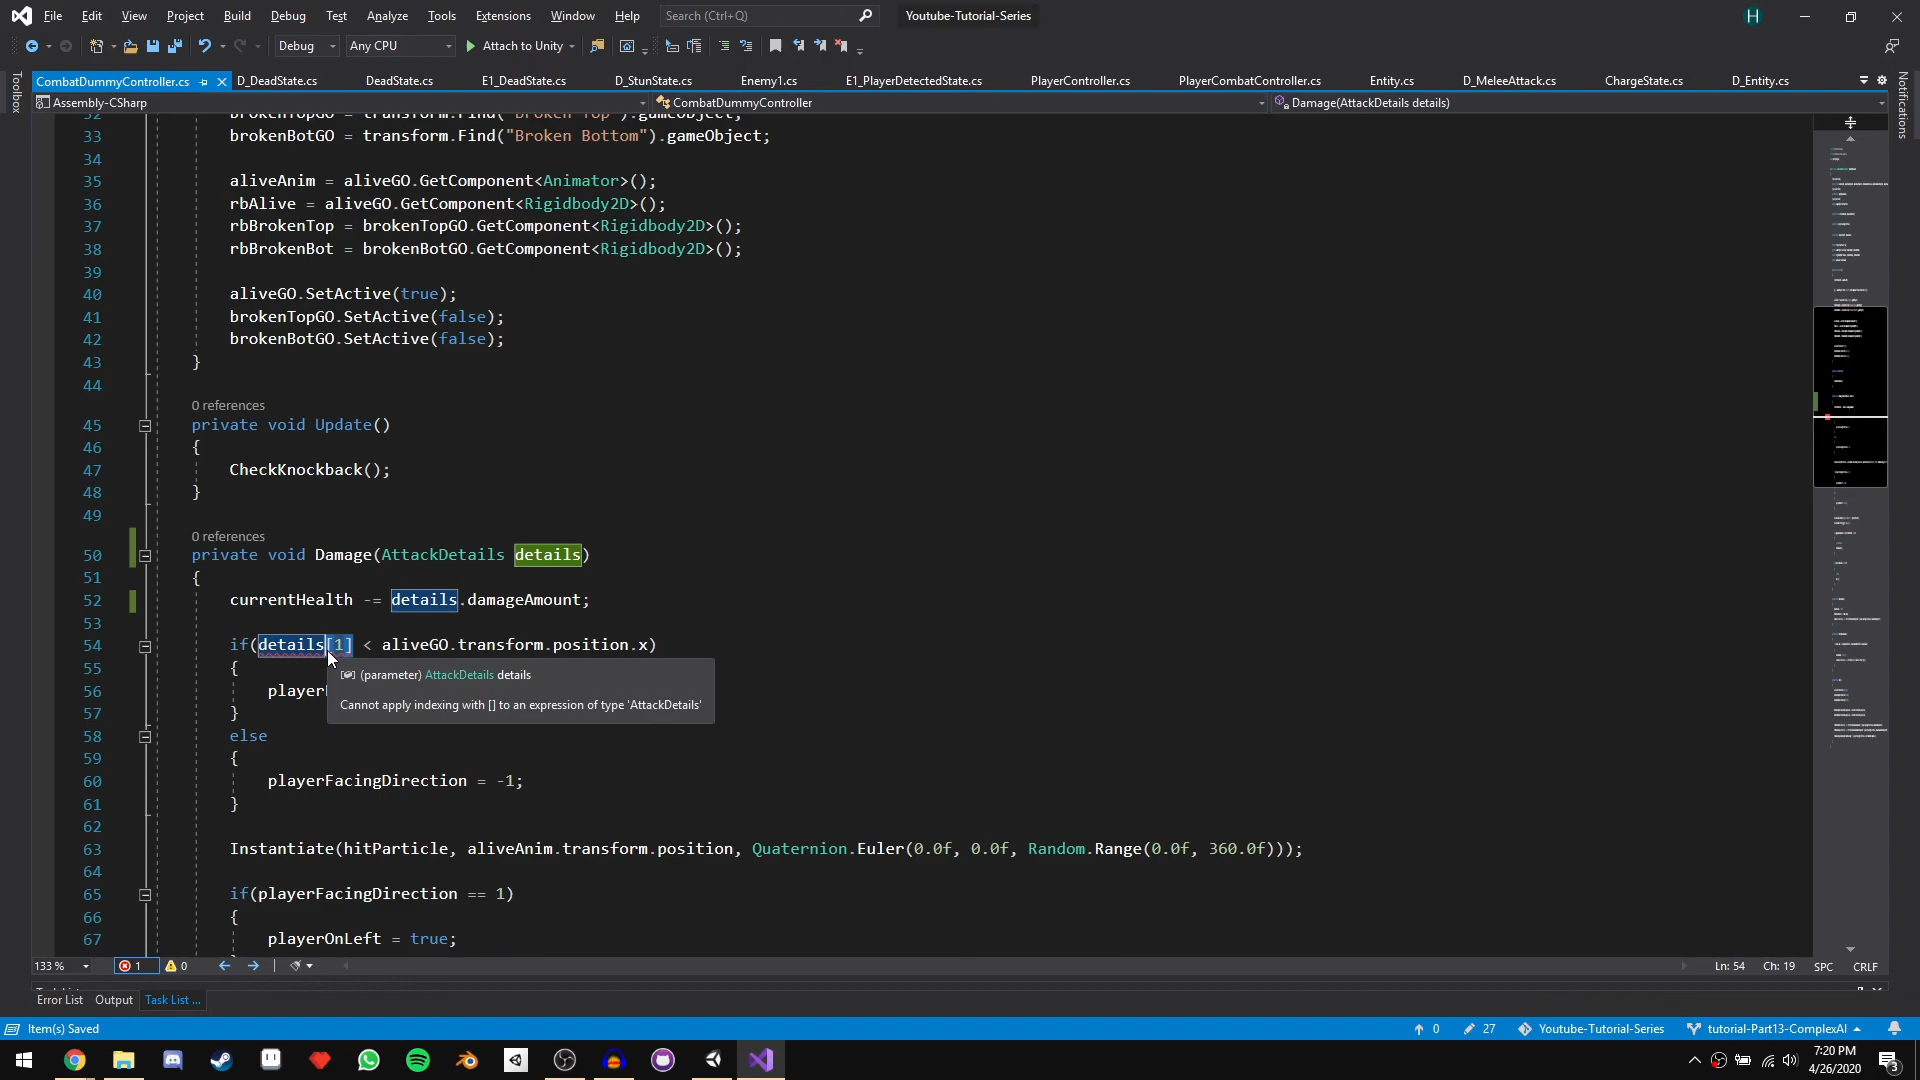 File Edit View Project Build Debug Test Analyze Tools Extensions Window Help Search (Ctrl+Q) Youtube-Tutorial-Series H
Debug Any CPU Attach to Unity
Toolbox
CombatDummyController.cs D_DeadState.cs DeadState.cs E1_DeadState.cs D_StunState.cs Enemy1.cs E1_PlayerDetectedState.cs PlayerController.cs PlayerCombatController.cs Entity.cs D_MeleeAttack.cs ChargeState.cs D_Entity.cs
Notifications
Assembly-CSharp CombatDummyController Damage(AttackDetails details)
32 brokenTopGO = transform.Find("Broken Top").gameObject;
33 brokenBotGO = transform.Find("Broken Bottom").gameObject;
34
35 aliveAnim = aliveGO.GetComponent<Animator>();
36 rbAlive = aliveGO.GetComponent<Rigidbody2D>();
37 rbBrokenTop = brokenTopGO.GetComponent<Rigidbody2D>();
38 rbBrokenBot = brokenBotGO.GetComponent<Rigidbody2D>();
39
40 aliveGO.SetActive(true);
41 brokenTopGO.SetActive(false);
42 brokenBotGO.SetActive(false);
43 }
44
0 references
45 private void Update()
46 {
47 CheckKnockback();
48 }
49
0 references
50 private void Damage(AttackDetails details)
51 {
52 currentHealth -= details.damageAmount;
53
54 if(details[1] < aliveGO.transform.position.x)
55 {
(parameter) AttackDetails details
56 player
Cannot apply indexing with [] to an expression of type 'AttackDetails'
57 }
58 else
59 {
60 playerFacingDirection = -1;
61 }
62
63 Instantiate(hitParticle, aliveAnim.transform.position, Quaternion.Euler(0.0f, 0.0f, Random.Range(0.0f, 360.0f)));
64
65 if(playerFacingDirection == 1)
66 {
67 playerOnLeft = true;
133 % 1 0 Ln: 54 Ch: 19 SPC CRLF
Error List Output Task List ...
Item(s) Saved 0 27 Youtube-Tutorial-Series tutorial-Part13-ComplexAI
7:20 PM
4/26/2020
3